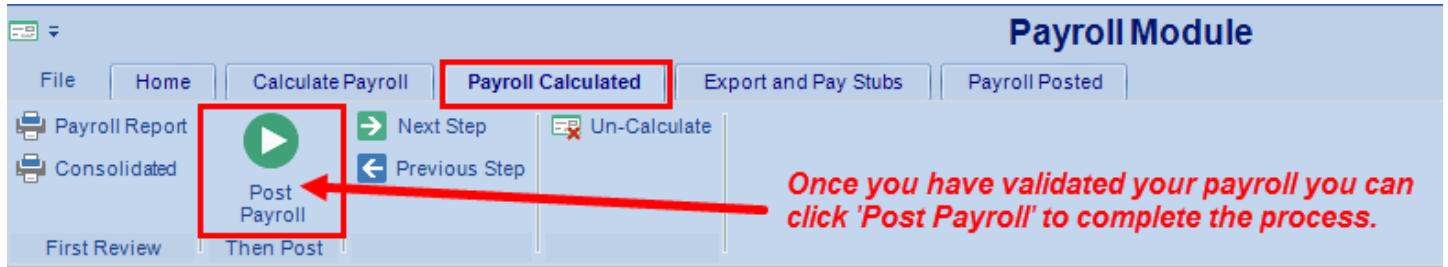 Payroll Module
File Home Calculate Payroll Payroll Calculated Export and Pay Stubs Payroll Posted
Payroll Report
Consolidated
Post
Payroll
Next Step
Previous Step
Un-Calculate
Once you have validated your payroll you can
click 'Post Payroll' to complete the process.
First Review Then Post